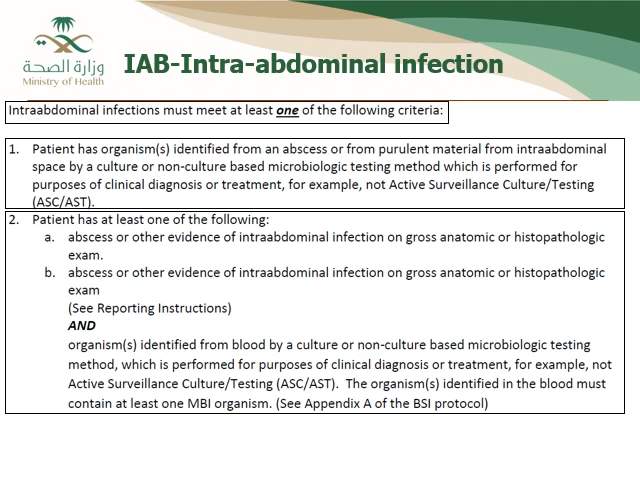 وزارة الصحة
Ministry of Health
IAB-Intra-abdominal infection
Intraabdominal infections must meet at least one of the following criteria:
1. Patient has organism(s) identified from an abscess or from purulent material from intraabdominal
space by a culture or non-culture based microbiologic testing method which is performed for
purposes of clinical diagnosis or treatment, for example, not Active Surveillance Culture/Testing
(ASC/AST).
2. Patient has at least one of the following:
a. abscess or other evidence of intraabdominal infection on gross anatomic or histopathologic
exam.
b. abscess or other evidence of intraabdominal infection on gross anatomic or histopathologic
exam
(See Reporting Instructions)
AND
organism(s) identified from blood by a culture or non-culture based microbiologic testing
method, which is performed for purposes of clinical diagnosis or treatment, for example, not
Active Surveillance Culture/Testing (ASC/AST). The organism(s) identified in the blood must
contain at least one MBI organism. (See Appendix A of the BSI protocol)